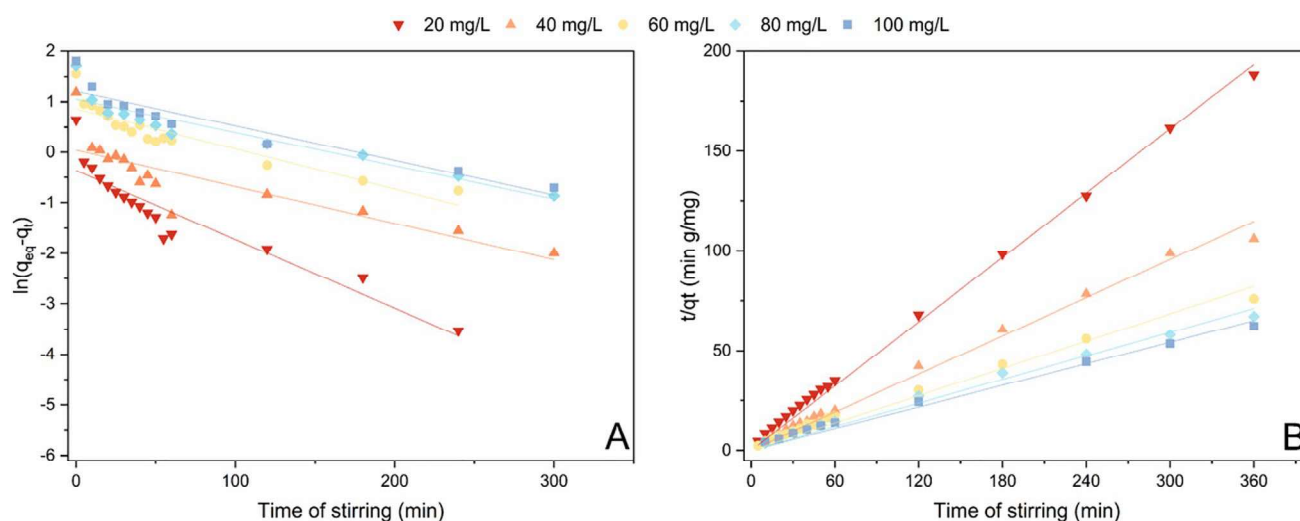 20 mg/L 40 mg/L 60 mg/L 80 mg/L 100 mg/L
2
1
0
-1
-2
-3
-4
-5
-6
ln(qeq-qi)
0 100 200 300
Time of stirring (min)
A
200
150
100
50
0
t/qt (min g/mg)
0 60 120 180 240 300 360
Time of stirring (min)
B